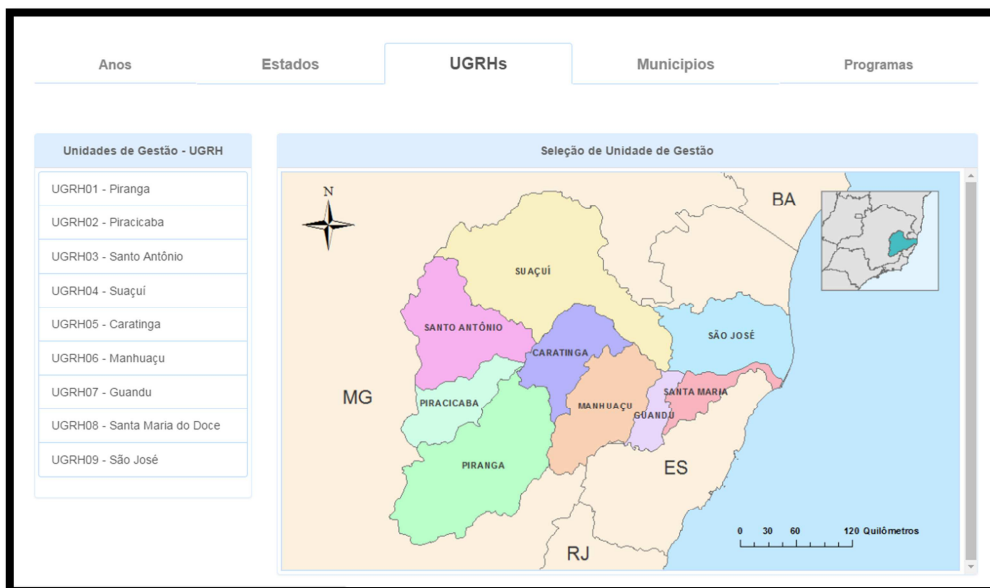 Anos
Estados
UGRHs
Municipios
Programas
Unidades de Gestão - UGRH
UGRH01 - Piranga
UGRH02 - Piracicaba
UGRH03 - Santo Antônio
UGRH04 - Suaçuí
UGRH05 - Caratinga
UGRH06 - Manhuaçu
UGRH07 - Guandu
UGRH08 - Santa Maria do Doce
UGRH09 - São José
Seleção de Unidade de Gestão
N
BA
SUAÇUÍ
SANTO ANTÔNIO
SÃO JOSÉ
CARATINGA
MG
PIRACICABA
MANHUAÇU
GUANDU
SANTA MARIA
PIRANGA
ES
RJ
0 30 60 120 Quilômetros